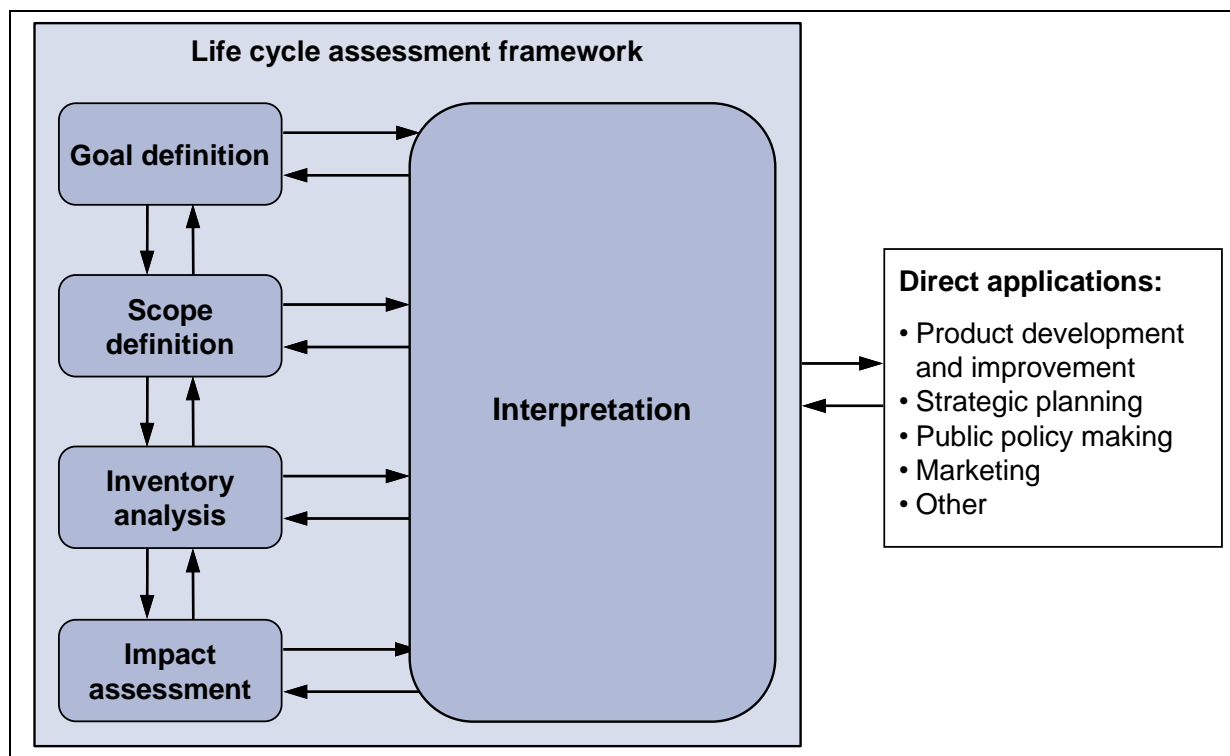 Life cycle assessment framework
Goal definition
Scope
definition
Inventory
analysis
Impact
assessment
Interpretation
Direct applications:
• Product development
and improvement
• Strategic planning
• Public policy making
• Marketing
• Other